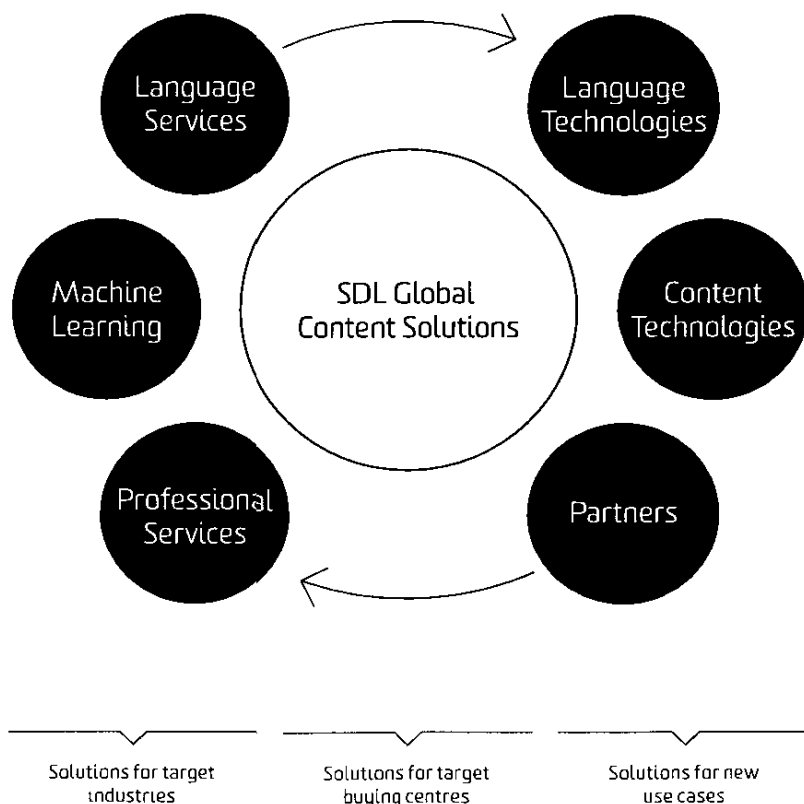 Language
Services
Language
Technologies
Machine
Learning
SDL Global
Content Solutions
Content
Technologies
Professional
Services
Partners
Solutions for target
industries
Solutions for target
buying centres
Solutions for new
use cases